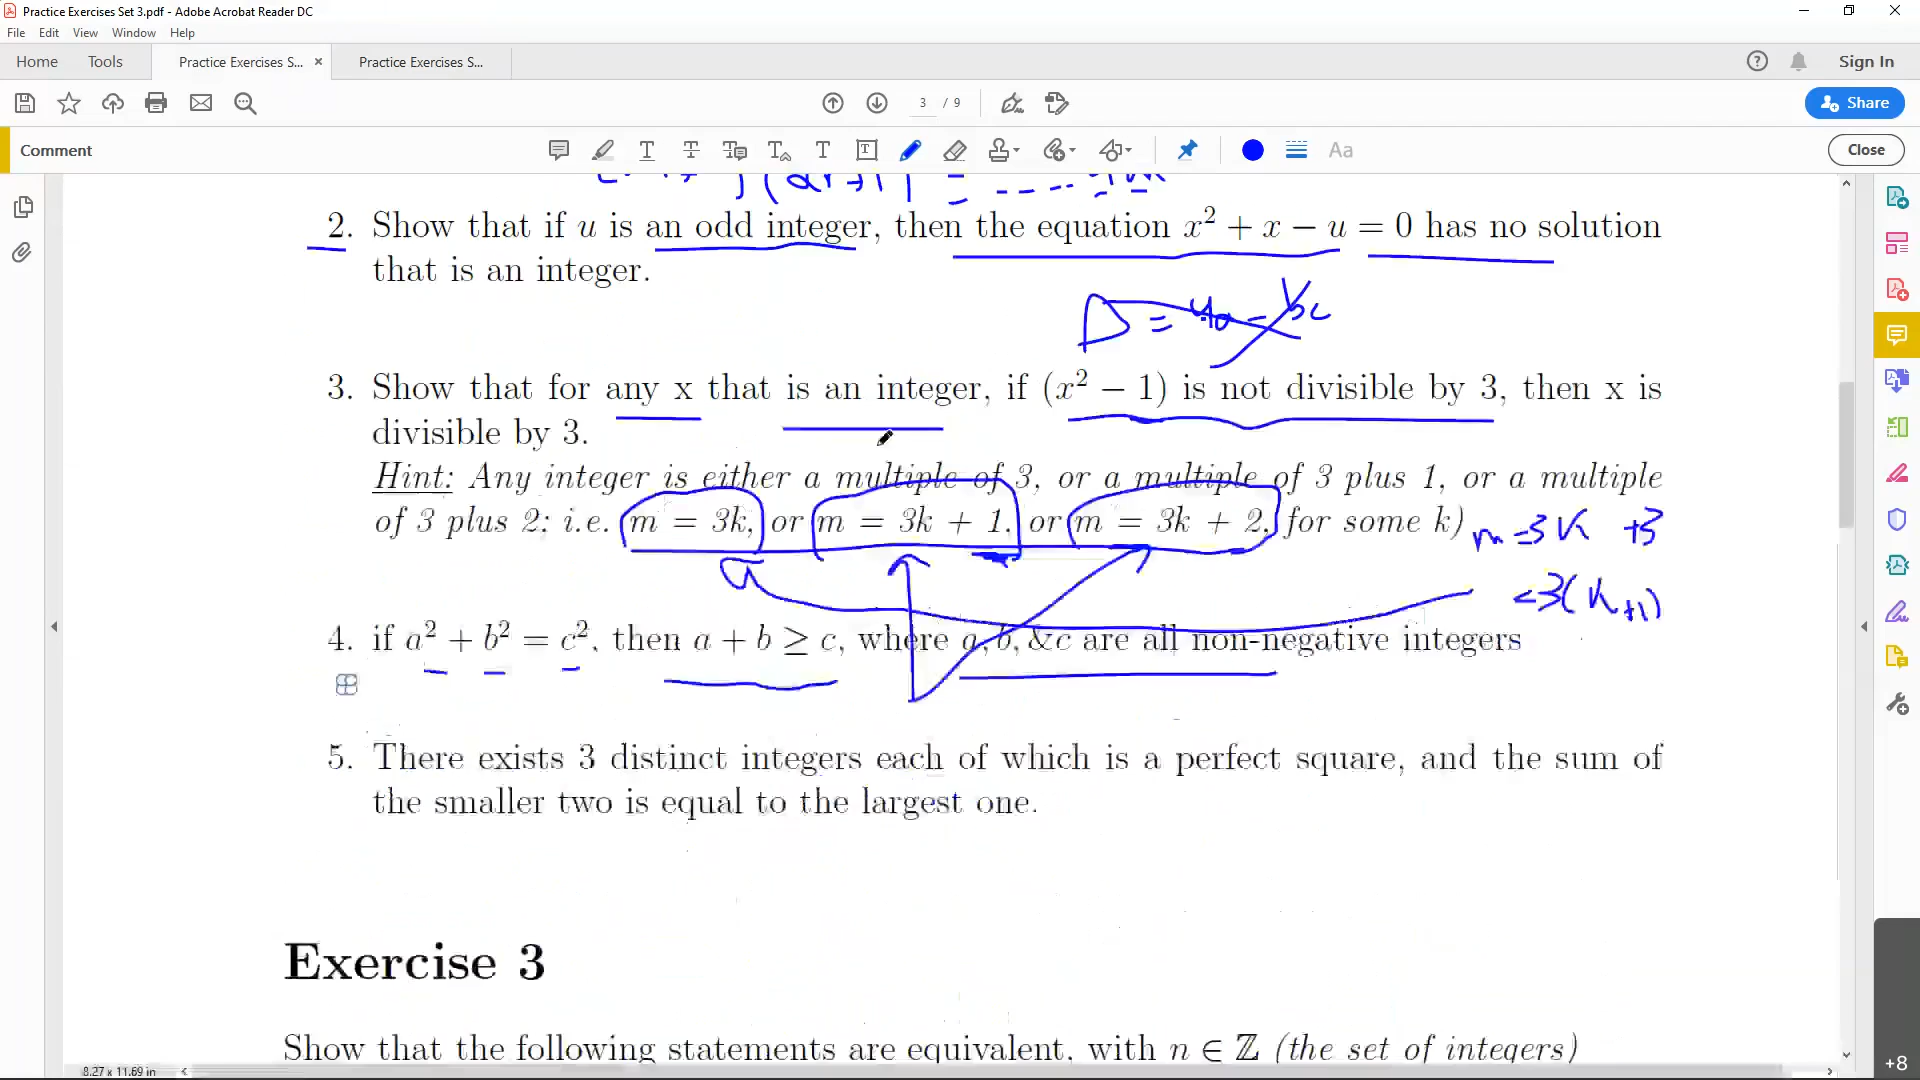 Practice Exercises Set 3.pdf - Adobe Acrobat Reader DC
File Edit View Window Help
Home Tools Practice Exercises S... × Practice Exercises S... Sign In
3 / 9 Share
Comment Aa Close
2. Show that if u is an odd integer, then the equation x² + x − u = 0 has no solution
that is an integer.
3. Show that for any x that is an integer, if (x² − 1) is not divisible by 3, then x is
divisible by 3.
Hint: Any integer is either a multiple of 3, or a multiple of 3 plus 1, or a multiple
of 3 plus 2; i.e. m = 3k, or m = 3k + 1, or m = 3k + 2, for some k)
m=3k +3
=3(k+1)
4. if a² + b² = c², then a + b ≥ c, where a, b, &c are all non-negative integers
5. There exists 3 distinct integers each of which is a perfect square, and the sum of
the smaller two is equal to the largest one.
Exercise 3
Show that the following statements are equivalent, with n ∈ ℤ (the set of integers)
8.27 x 11.69 in
+8